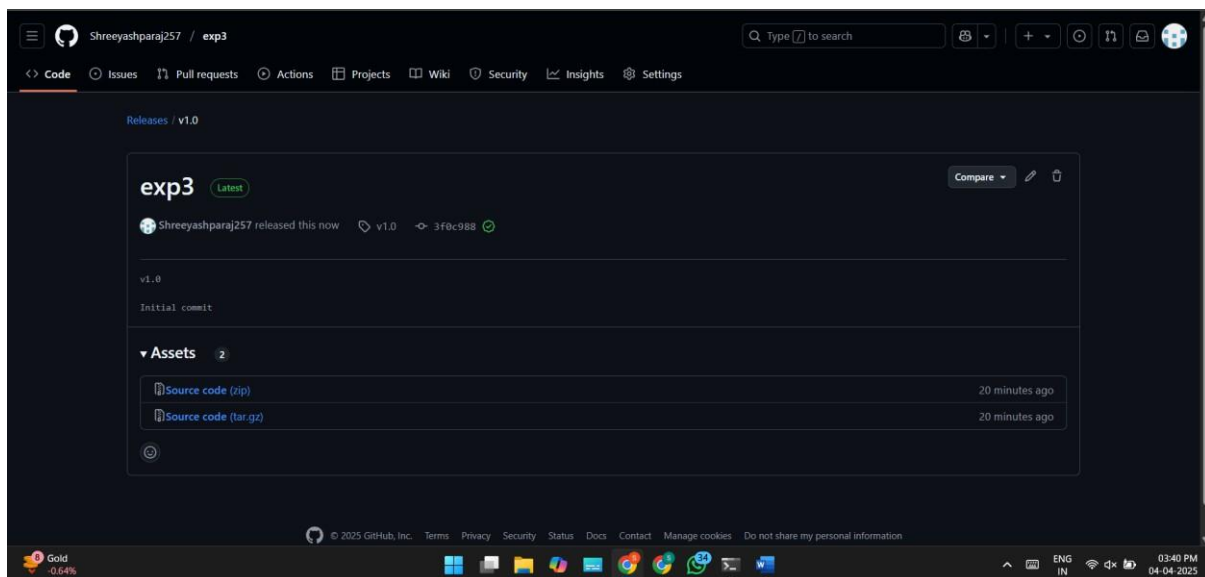 Shreeyashparaj257 / exp3
Type / to search
Code Issues Pull requests Actions Projects Wiki Security Insights Settings
Releases / v1.0
exp3 Latest
Compare
Shreeyashparaj257 released this now v1.0 3f0c988
v1.0
Initial commit
Assets 2
Source code (zip) 20 minutes ago
Source code (tar.gz) 20 minutes ago
© 2025 GitHub, Inc. Terms Privacy Security Status Docs Contact Manage cookies Do not share my personal information
8 Gold
-0.64%
34
ENG
IN
03:40 PM
04-04-2025